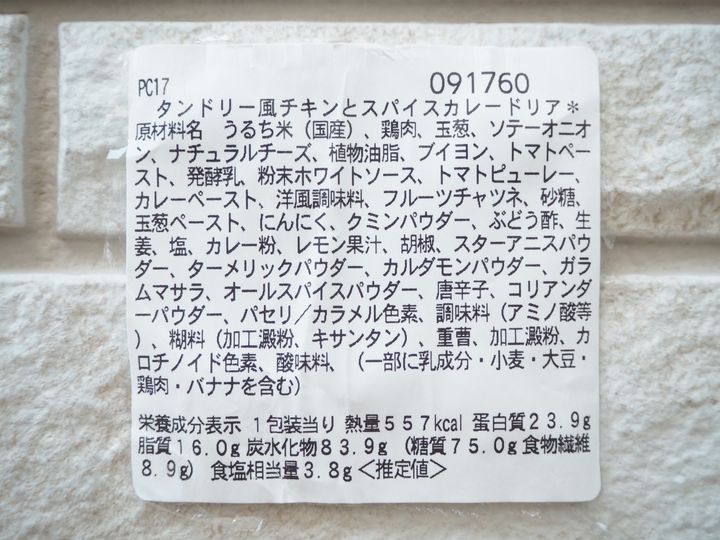 PC17 091760
タンドリー風チキンとスパイスカレードリア＊
原材料名 うるち米（国産）、鶏肉、玉葱、ソテーオニオ
ン、ナチュラルチーズ、植物油脂、ブイヨン、トマトペー
スト、発酵乳、粉末ホワイトソース、トマトピューレー、
カレーペースト、洋風調味料、フルーツチャツネ、砂糖、
玉葱ペースト、にんにく、クミンパウダー、ぶどう酢、生
姜、塩、カレー粉、レモン果汁、胡椒、スターアニスパウ
ダー、ターメリックパウダー、カルダモンパウダー、ガラ
ムマサラ、オールスパイスパウダー、唐辛子、コリアンダ
ーパウダー、パセリ／カラメル色素、調味料（アミノ酸等
）、糊料（加工澱粉、キサンタン）、重曹、加工澱粉、カ
ロチノイド色素、酸味料、（一部に乳成分・小麦・大豆・
鶏肉・バナナを含む）
栄養成分表示 １包装当り 熱量５５７kcal 蛋白質２３.９g
脂質１６.０g 炭水化物８３.９g （糖質７５.０g 食物繊維
８.９g） 食塩相当量３.８g＜推定値＞